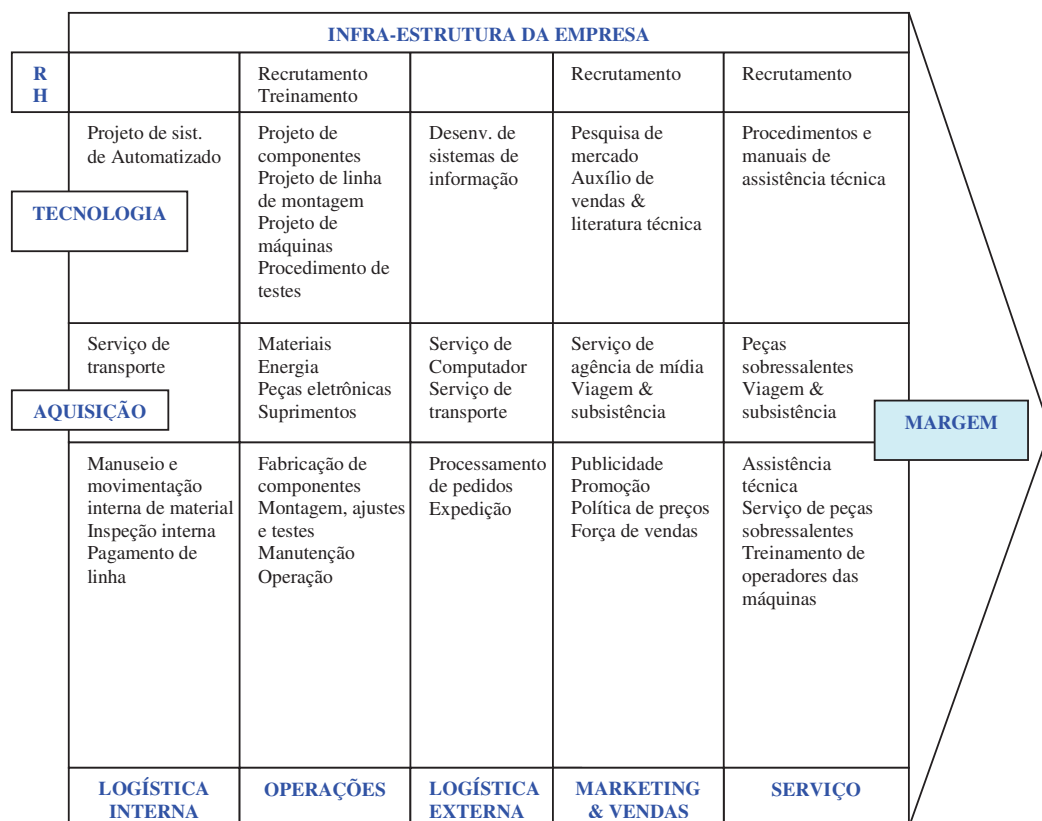 INFRA-ESTRUTURA DA EMPRESA
R
H
Recrutamento
Treinamento
Recrutamento
Recrutamento
TECNOLOGIA
Projeto de sist.
de Automatizado
Projeto de
componentes
Projeto de linha
de montagem
Projeto de
máquinas
Procedimento de
testes
Desenv. de
sistemas de
informação
Pesquisa de
mercado
Auxílio de
vendas &
literatura técnica
Procedimentos e
manuais de
assistência técnica
AQUISIÇÃO
Serviço de
transporte
Materiais
Energia
Peças eletrônicas
Suprimentos
Serviço de
Computador
Serviço de
transporte
Serviço de
agência de mídia
Viagem &
subsistência
Peças
sobressalentes
Viagem &
subsistência
MARGEM
Manuseio e
movimentação
interna de material
Inspeção interna
Pagamento de
linha
Fabricação de
componentes
Montagem, ajustes
e testes
Manutenção
Operação
Processamento
de pedidos
Expedição
Publicidade
Promoção
Política de preços
Força de vendas
Assistência
técnica
Serviço de peças
sobressalentes
Treinamento de
operadores das
máquinas
LOGÍSTICA
INTERNA
OPERAÇÕES
LOGÍSTICA
EXTERNA
MARKETING
& VENDAS
SERVIÇO